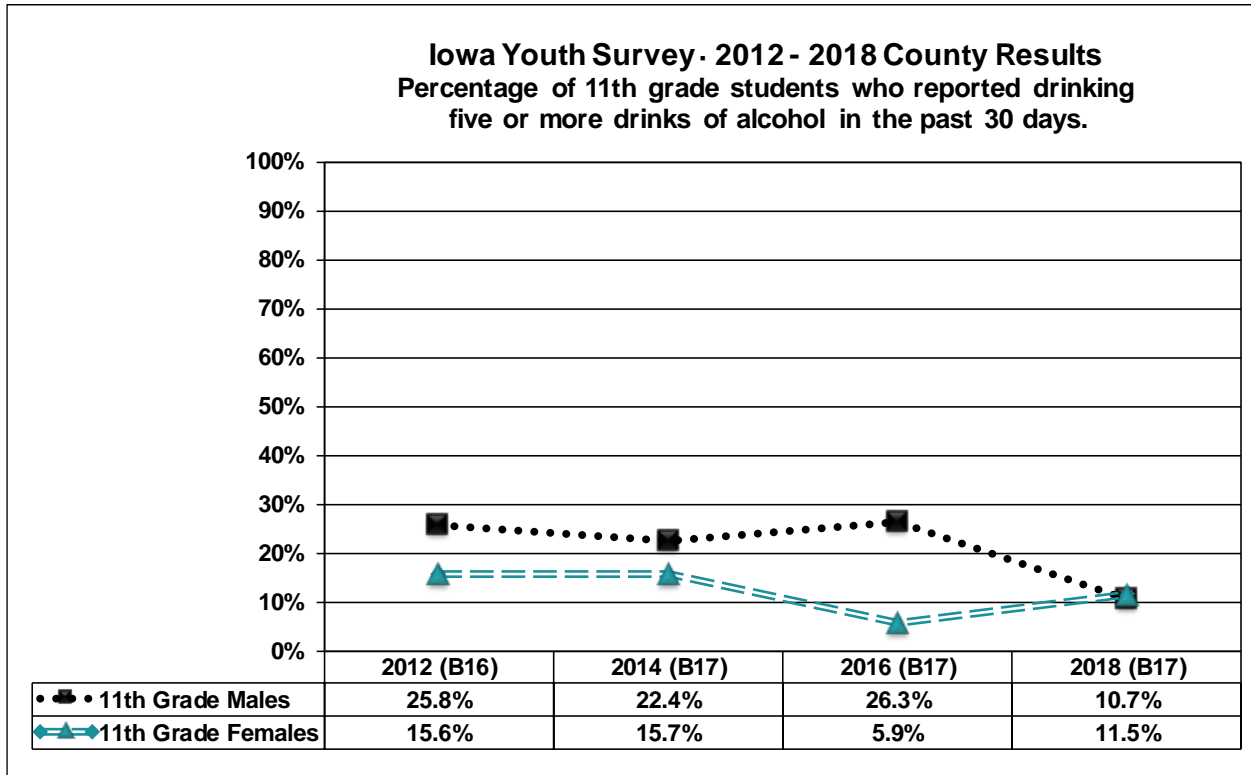 Iowa Youth Survey · 2012 - 2018 County Results
Percentage of 11th grade students who reported drinking
five or more drinks of alcohol in the past 30 days.
100%
90%
80%
70%
60%
50%
40%
30%
20%
10%
0%
2012 (B16) 2014 (B17) 2016 (B17) 2018 (B17)
11th Grade Males 25.8% 22.4% 26.3% 10.7%
11th Grade Females 15.6% 15.7% 5.9% 11.5%